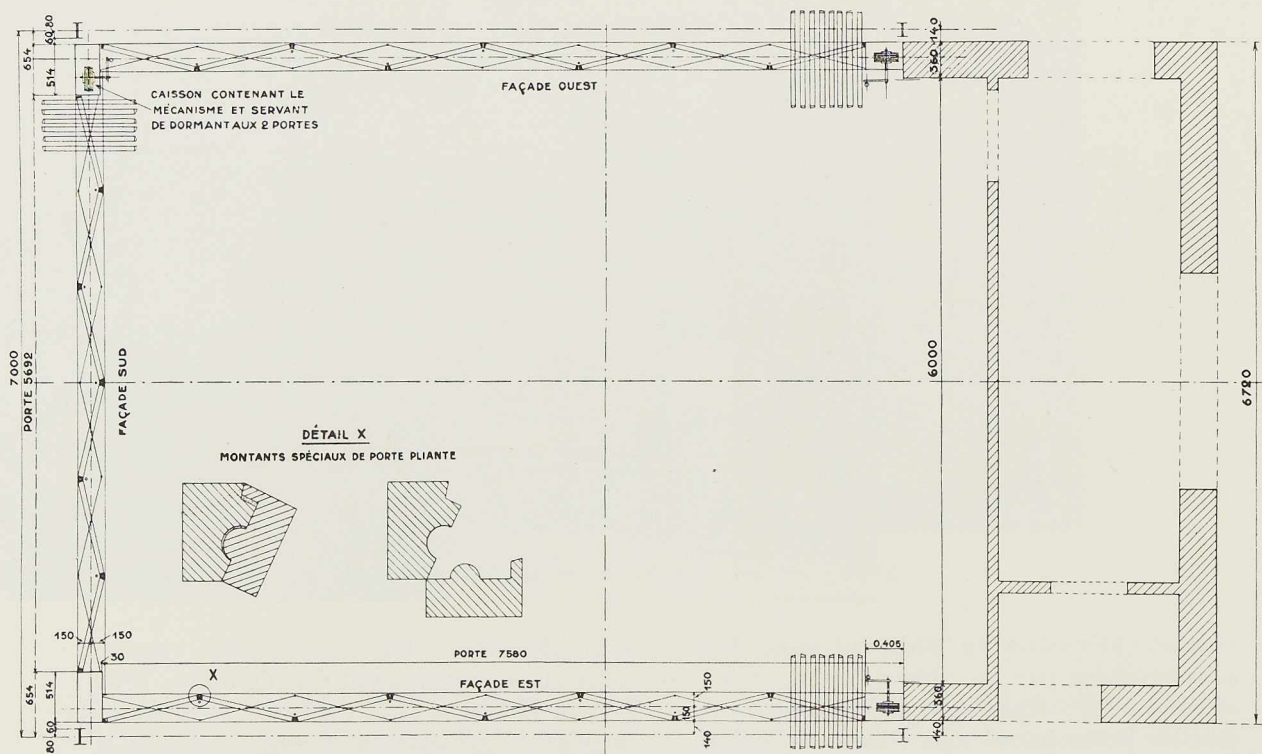 80
60
654
514
CAISSON CONTENANT LE
MÉCANISME ET SERVANT
DE DORMANT AUX 2 PORTES
FAÇADE OUEST
140
360
7000
PORTE 5692
FAÇADE SUD
6000
6720
DÉTAIL X
MONTANTS SPÉCIAUX DE PORTE PLIANTE
150
150
30
X
PORTE 7580
0,405
FAÇADE EST
150
150
140
654
514
60
80
360
140